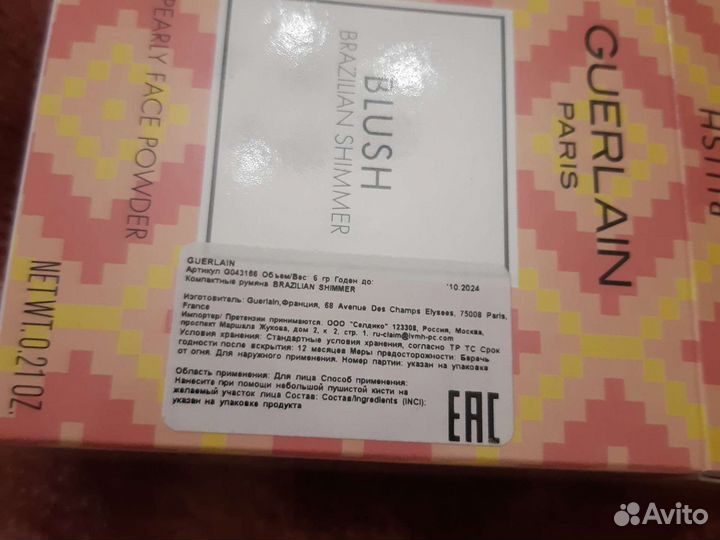 GUERLAIN
PARIS
BLUSH
BRAZILIAN SHIMMER
PEARLY FACE POWDER
NETWT.0.21OZ.
GUERLAIN
Артикул G043186 Объем/Вес: 6 гр Годен до: 10.2024
Компактные румяна BRAZILIAN SHIMMER
Изготовитель: Guerlain,Франция, 68 Avenue Des Champs Elysees, 75008 Paris,
France
Импортер/ Претензии принимаются: ООО "Селдико" 123308, Россия, Москва,
проспект Маршала Жукова, дом 2, к 2, стр. 1. ru-claim@lvmh-pc.com
Условия хранения: Стандартные условия хранения, согласно ТР ТС Срок
годности после вскрытия: 12 месяцев Меры предосторожности: Беречь
от огня. Для наружного применения. Номер партии: указан на упаковке
Область применения: Для лица Способ применения:
Нанесите при помощи небольшой пушистой кисти на
желаемый участок лица Состав: Состав/Ingredients (INCI):
указан на упаковке продукта
EAC
Avito